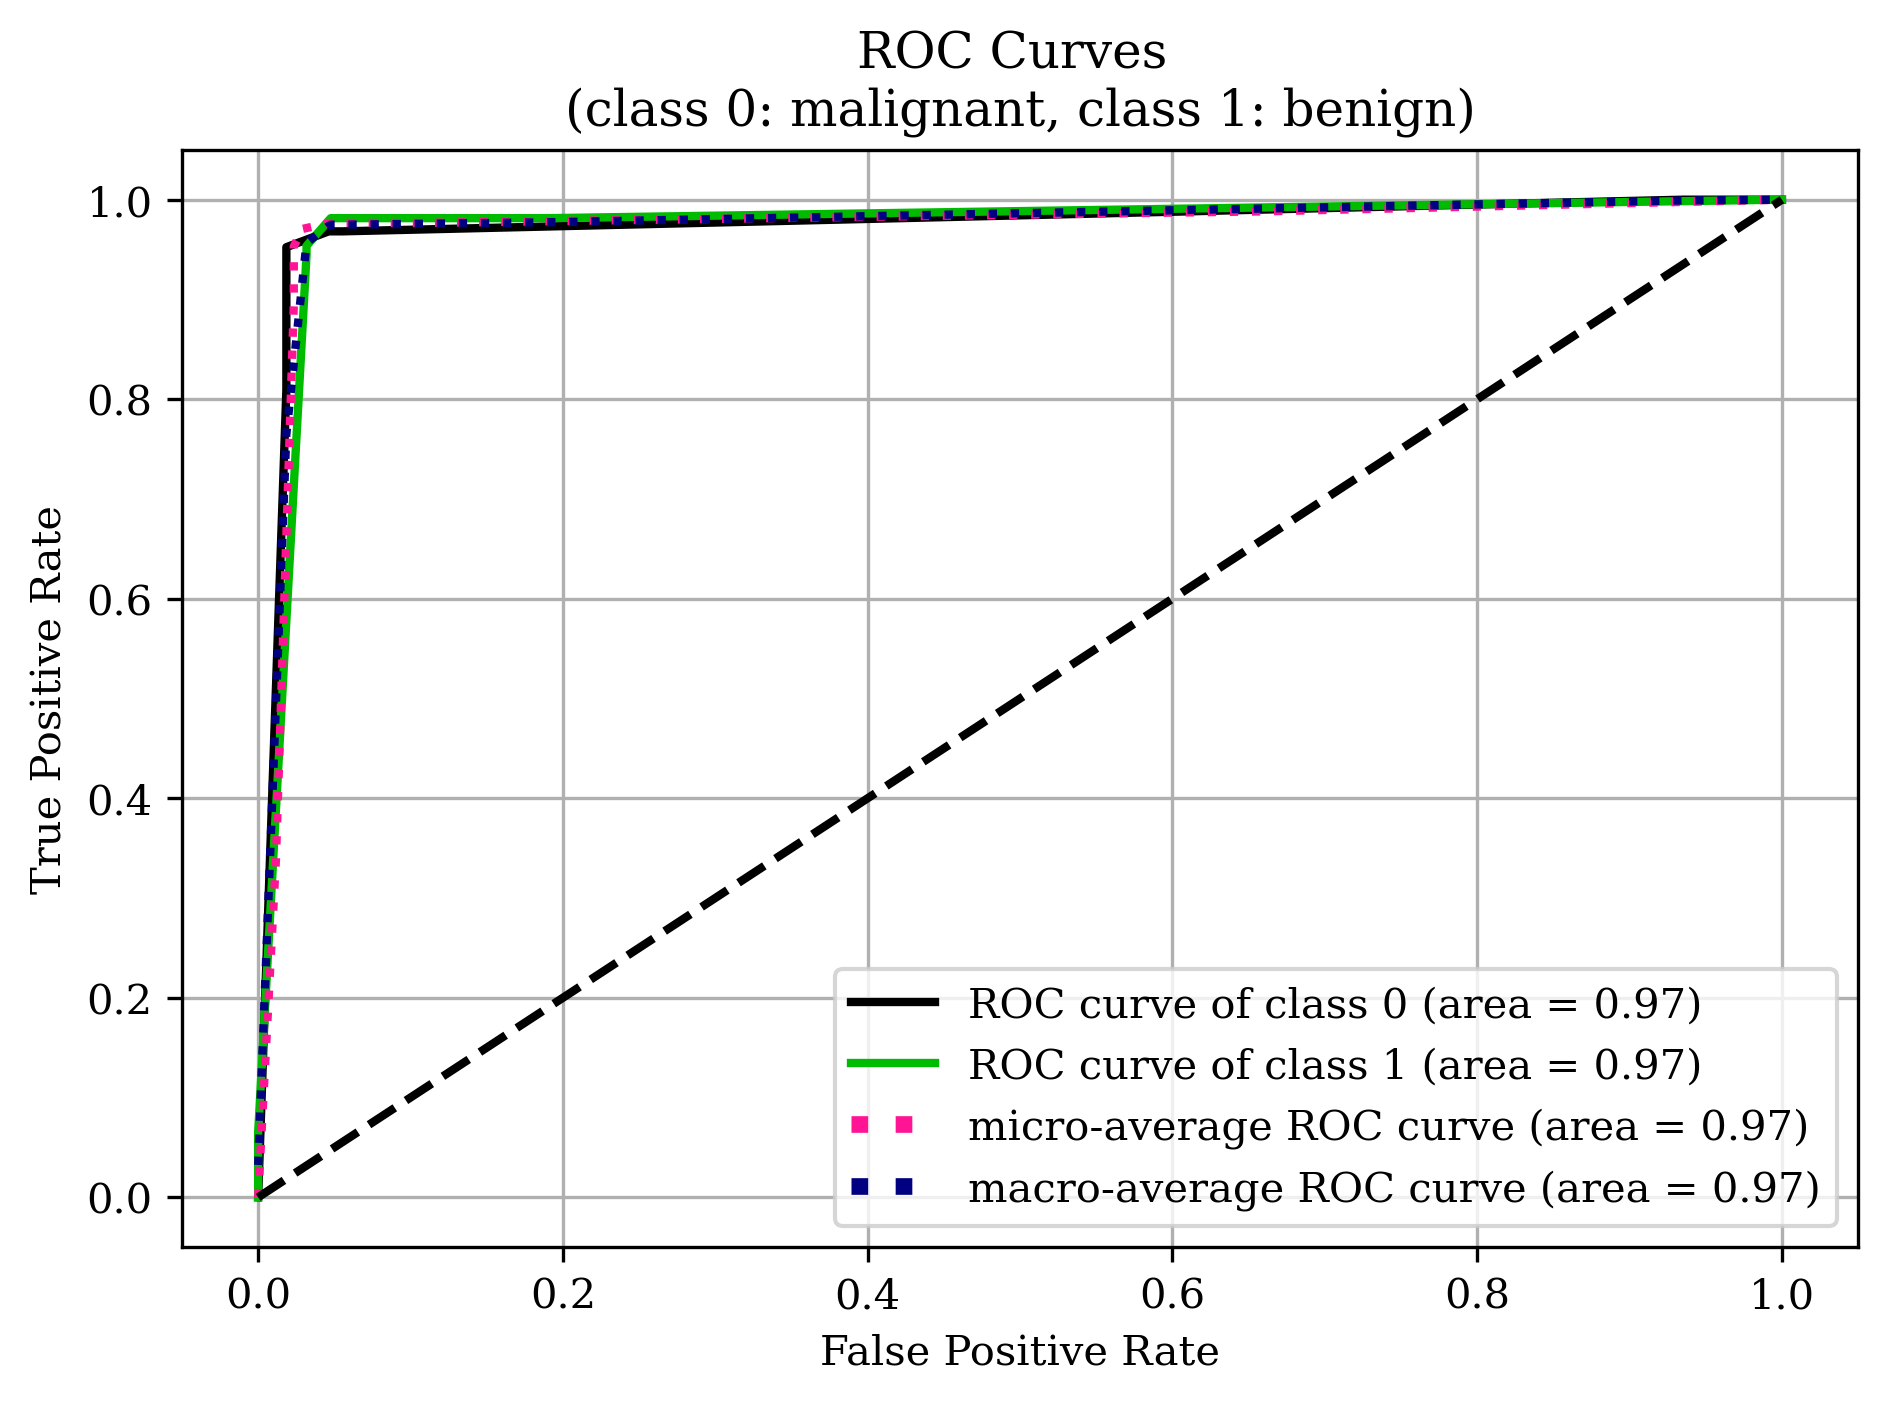 ROC Curves
(class 0: malignant, class 1: benign)
True Positive Rate
1.0
0.8
0.6
0.4
0.2
0.0
ROC curve of class 0 (area = 0.97)
ROC curve of class 1 (area = 0.97)
micro-average ROC curve (area = 0.97)
macro-average ROC curve (area = 0.97)
0.0 0.2 0.4 0.6 0.8 1.0
False Positive Rate